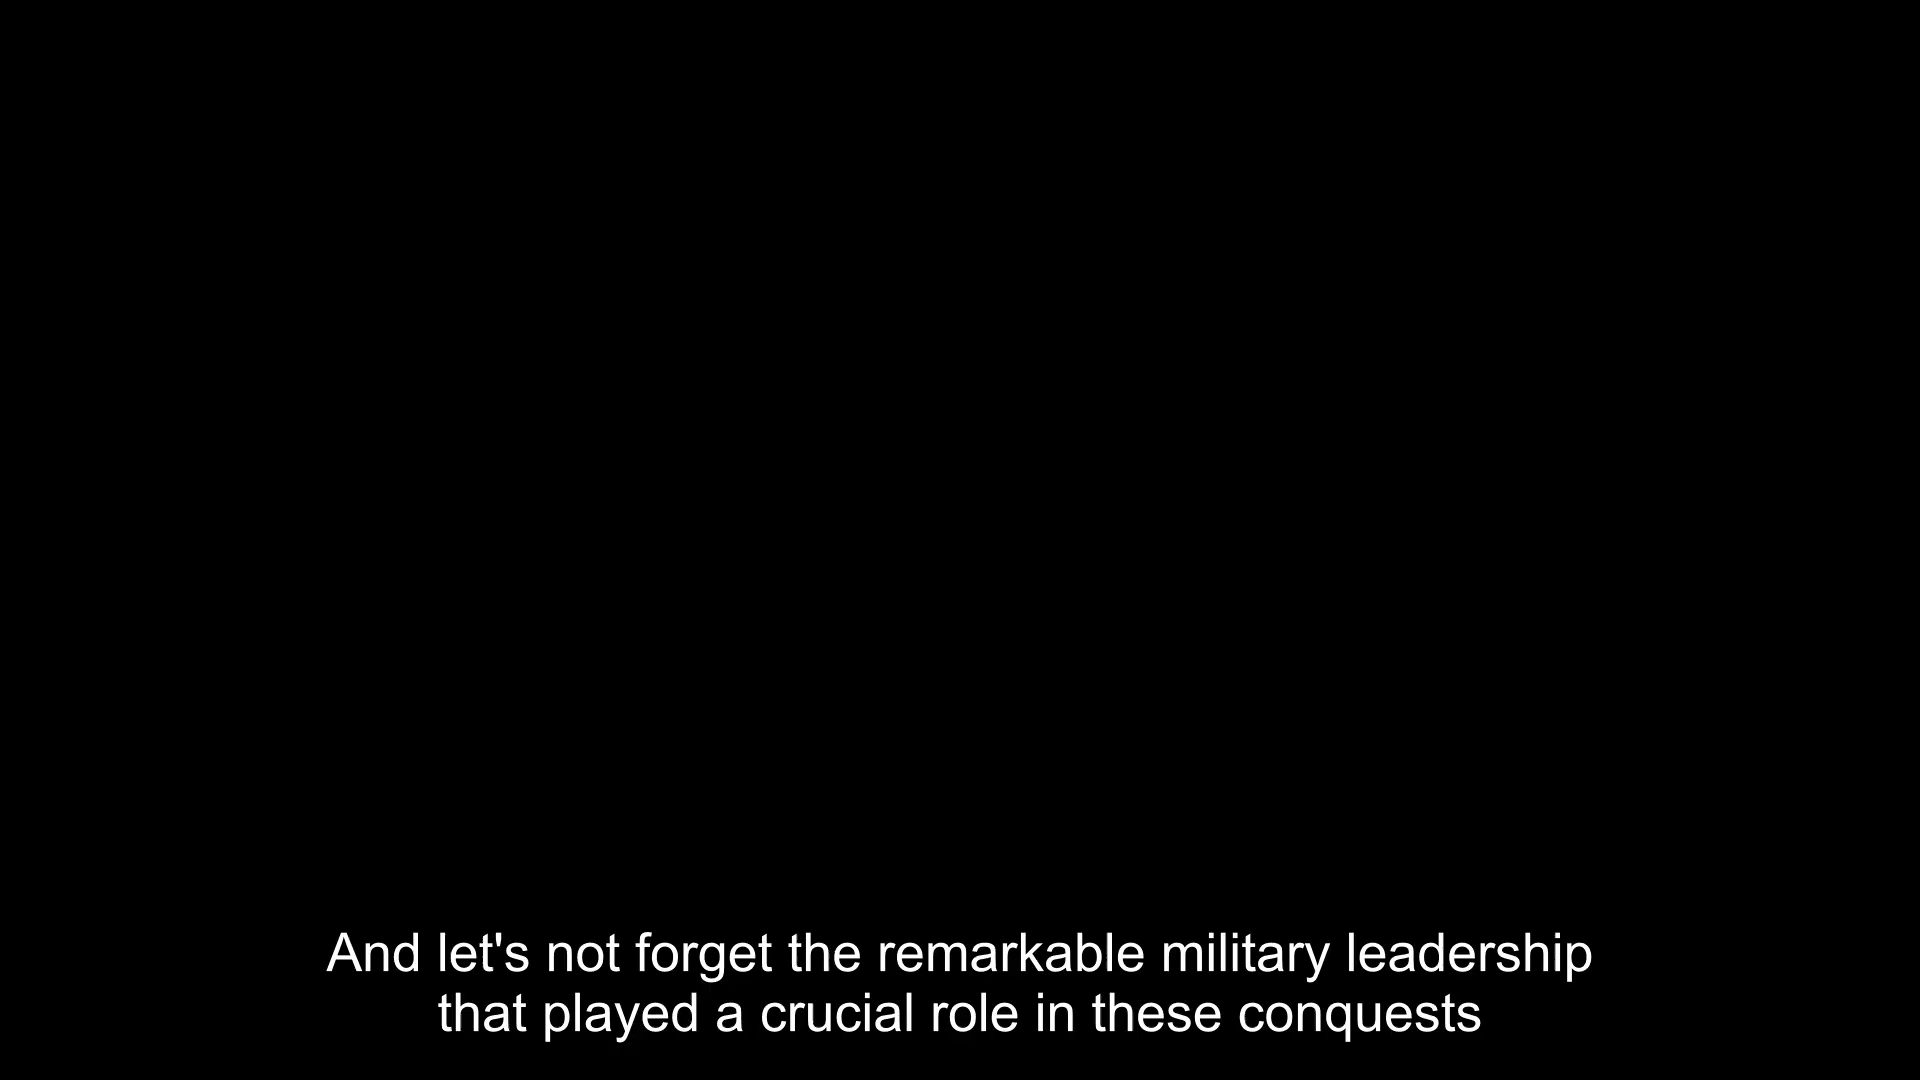 And let's not forget the remarkable military leadership
that played a crucial role in these conquests